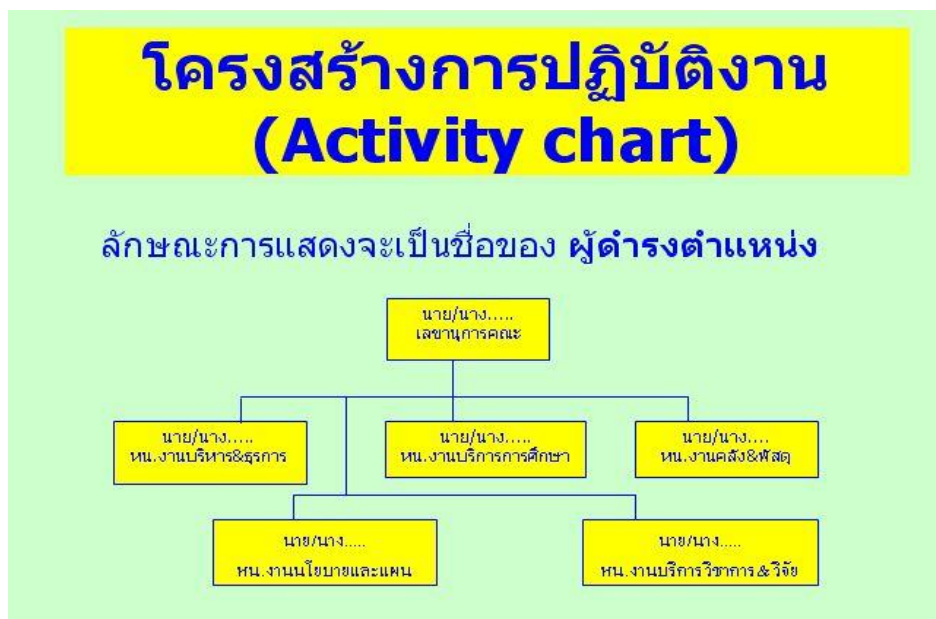 โครงสร้างการปฏิบัติงาน
(Activity chart)
ลักษณะการแสดงจะเป็นชื่อของ ผู้ดำรงตำแหน่ง
นาย/นาง.....
เลขานุการคณะ
นาย/นาง.....
หน.งานบริหาร&ธุรการ
นาย/นาง.....
หน.งานบริการการศึกษา
นาย/นาง....
หน.งานคลัง&พัสดุ
นาย/นาง.....
หน.งานนโยบายและแผน
นาย/นาง.....
หน.งานบริการวิชาการ & วิจัย